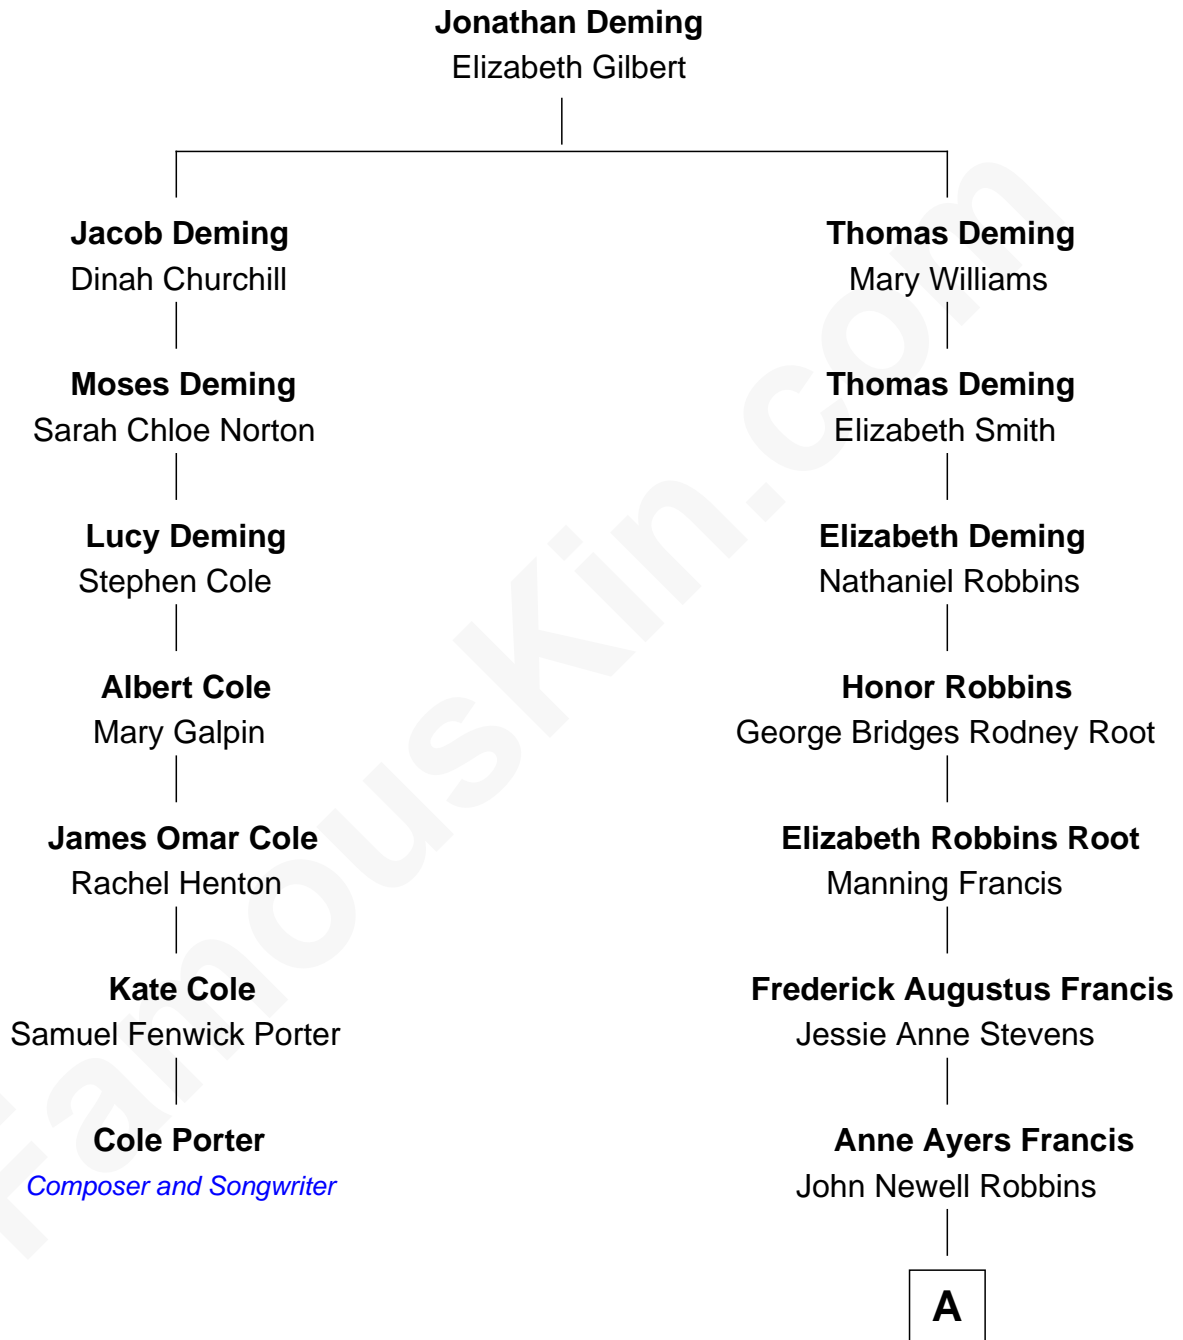 Jonathan Deming
Elizabeth Gilbert
Jacob Deming
Dinah Churchill
Thomas Deming
Mary Williams
Moses Deming
Sarah Chloe Norton
Thomas Deming
Elizabeth Smith
Lucy Deming
Stephen Cole
Elizabeth Deming
Nathaniel Robbins
Albert Cole
Mary Galpin
Honor Robbins
George Bridges Rodney Root
James Omar Cole
Rachel Henton
Elizabeth Robbins Root
Manning Francis
Kate Cole
Samuel Fenwick Porter
Frederick Augustus Francis
Jessie Anne Stevens
Cole Porter
Composer and Songwriter
Anne Ayers Francis
John Newell Robbins
A
FamousKin.com